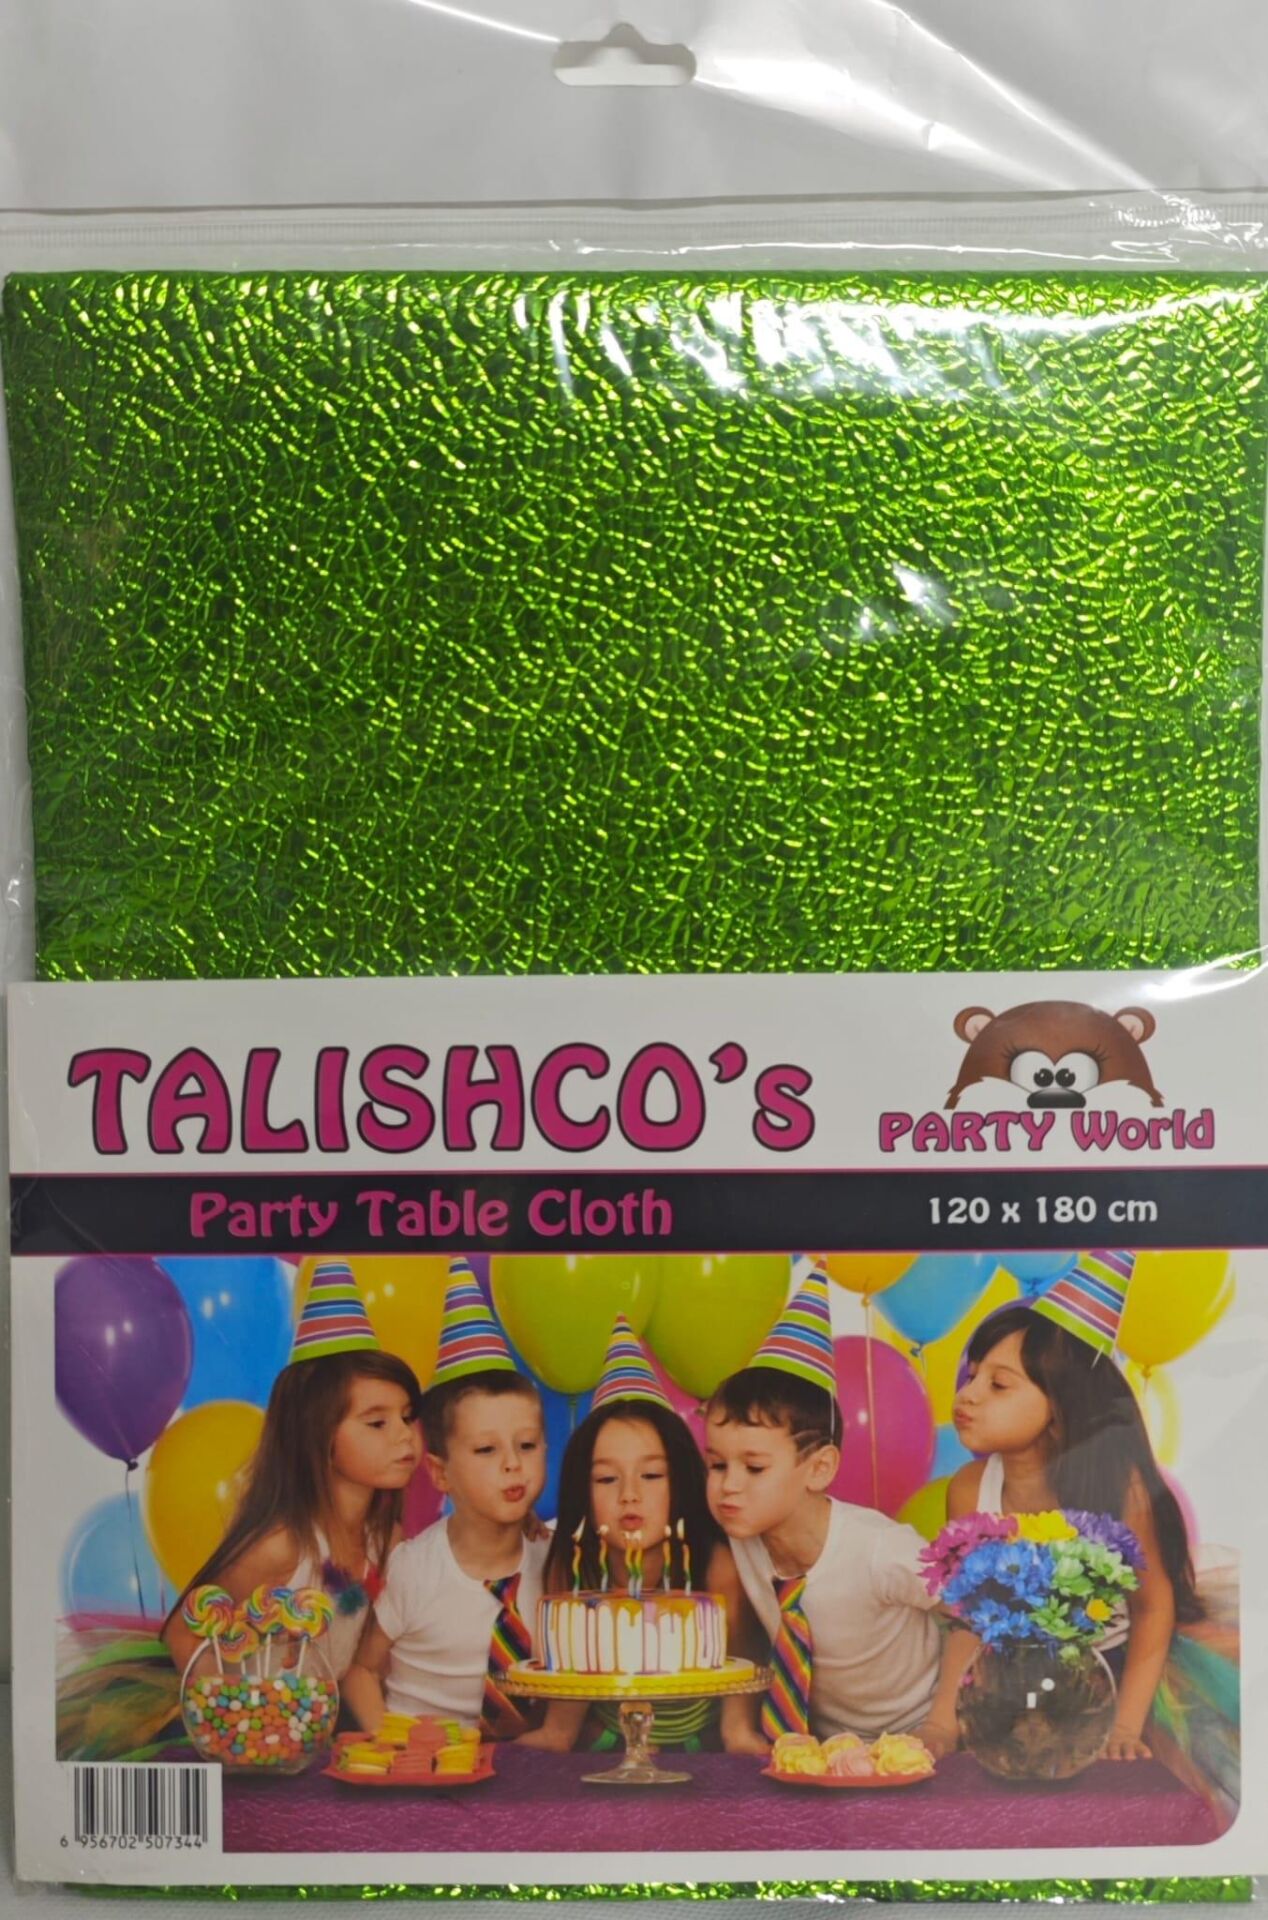 TALISHCO's
PARTY World
Party Table Cloth
120 x 180 cm
6 956702 507344